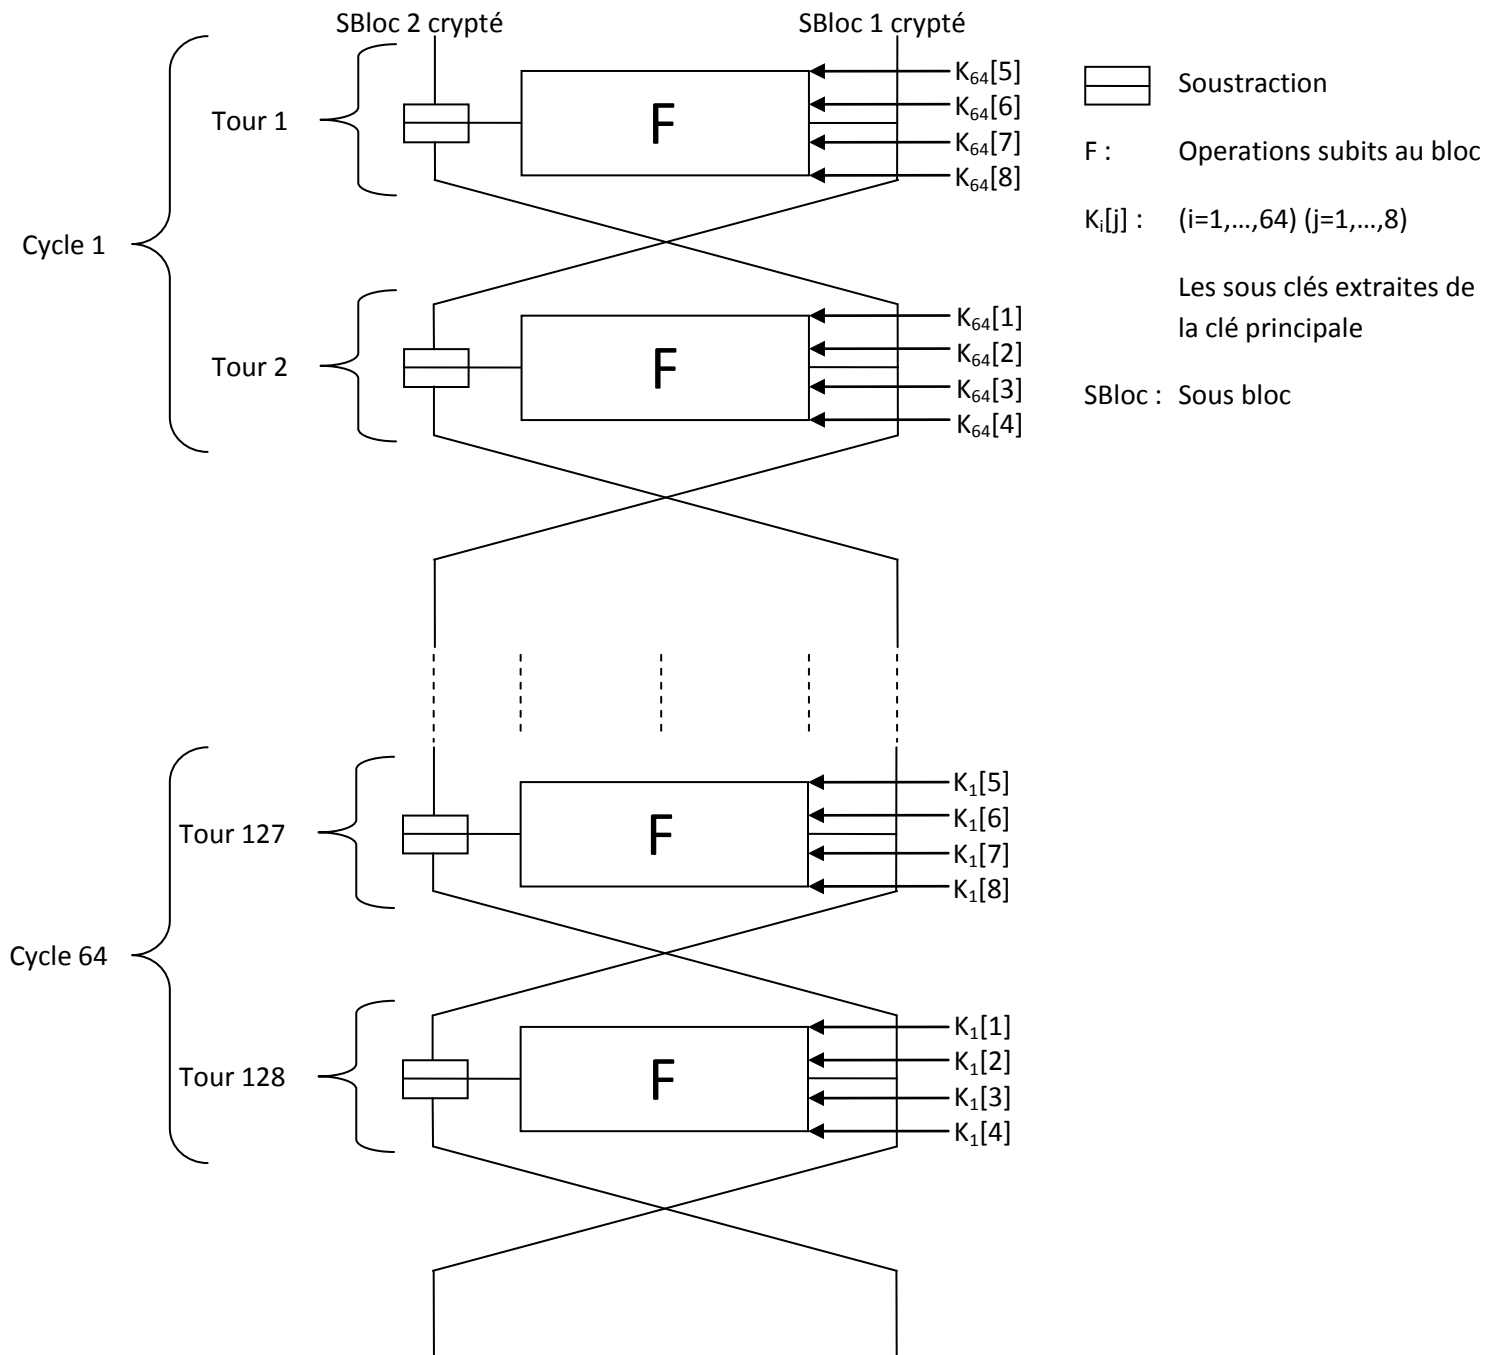 SBloc 2 crypté
SBloc 1 crypté
Cycle 1
Tour 1
F
K64[5]
K64[6]
K64[7]
K64[8]
Tour 2
F
K64[1]
K64[2]
K64[3]
K64[4]
Soustraction
F : Operations subits au bloc
Ki[j] : (i=1,...,64) (j=1,...,8)
Les sous clés extraites de
la clé principale
SBloc : Sous bloc
Cycle 64
Tour 127
F
K1[5]
K1[6]
K1[7]
K1[8]
Tour 128
F
K1[1]
K1[2]
K1[3]
K1[4]